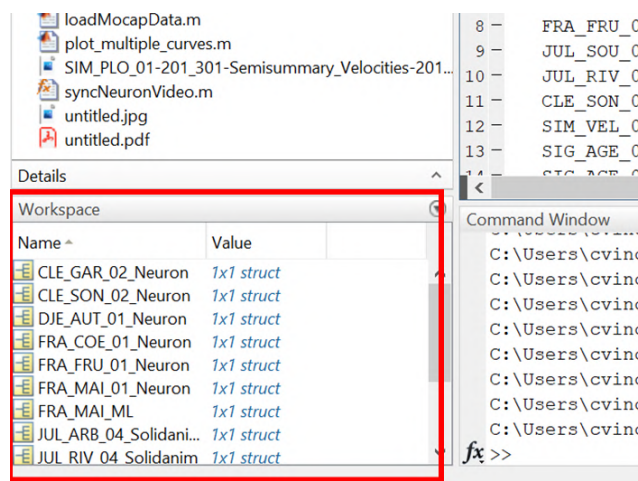 loadMocapData.m
plot_multiple_curves.m
SIM_PLO_01-201_301-Semisummary_Velocities-201...
syncNeuronVideo.m
untitled.jpg
untitled.pdf
Details
Workspace
Name Value
CLE_GAR_02_Neuron 1x1 struct
CLE_SON_02_Neuron 1x1 struct
DJE_AUT_01_Neuron 1x1 struct
FRA_COE_01_Neuron 1x1 struct
FRA_FRU_01_Neuron 1x1 struct
FRA_MAI_01_Neuron 1x1 struct
FRA_MAI_ML 1x1 struct
JUL_ARB_04_Solidani... 1x1 struct
JUL_RIV_04_Solidanim 1x1 struct
8 - FRA_FRU_0
9 - JUL_SOU_0
10 - JUL_RIV_0
11 - CLE_SON_0
12 - SIM_VEL_0
13 - SIG_AGE_0
14 - SIG_AGE_0
Command Window
C:\Users\cvinc
C:\Users\cvinc
C:\Users\cvinc
C:\Users\cvinc
C:\Users\cvinc
C:\Users\cvinc
C:\Users\cvinc
C:\Users\cvinc
fx >>